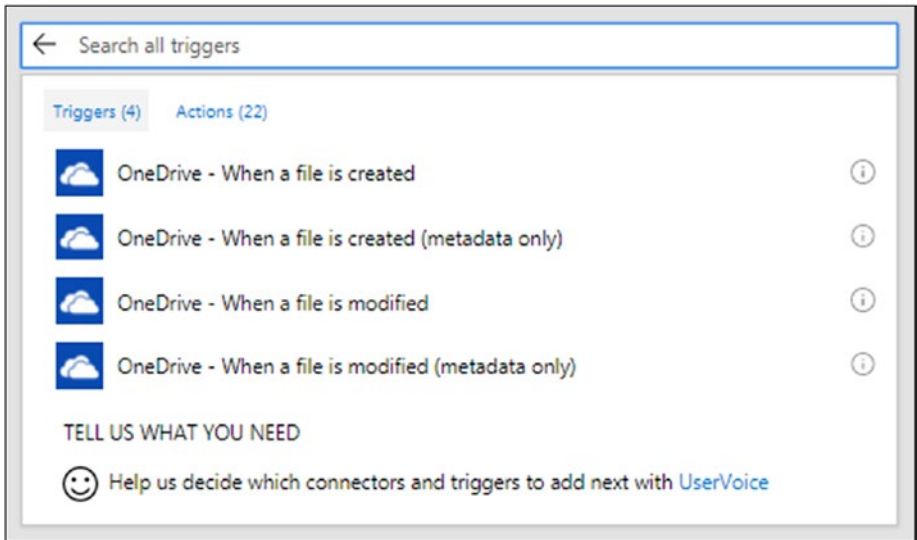 Search all triggers
Triggers (4) Actions (22)
OneDrive - When a file is created
OneDrive - When a file is created (metadata only)
OneDrive - When a file is modified
OneDrive - When a file is modified (metadata only)
TELL US WHAT YOU NEED
Help us decide which connectors and triggers to add next with UserVoice